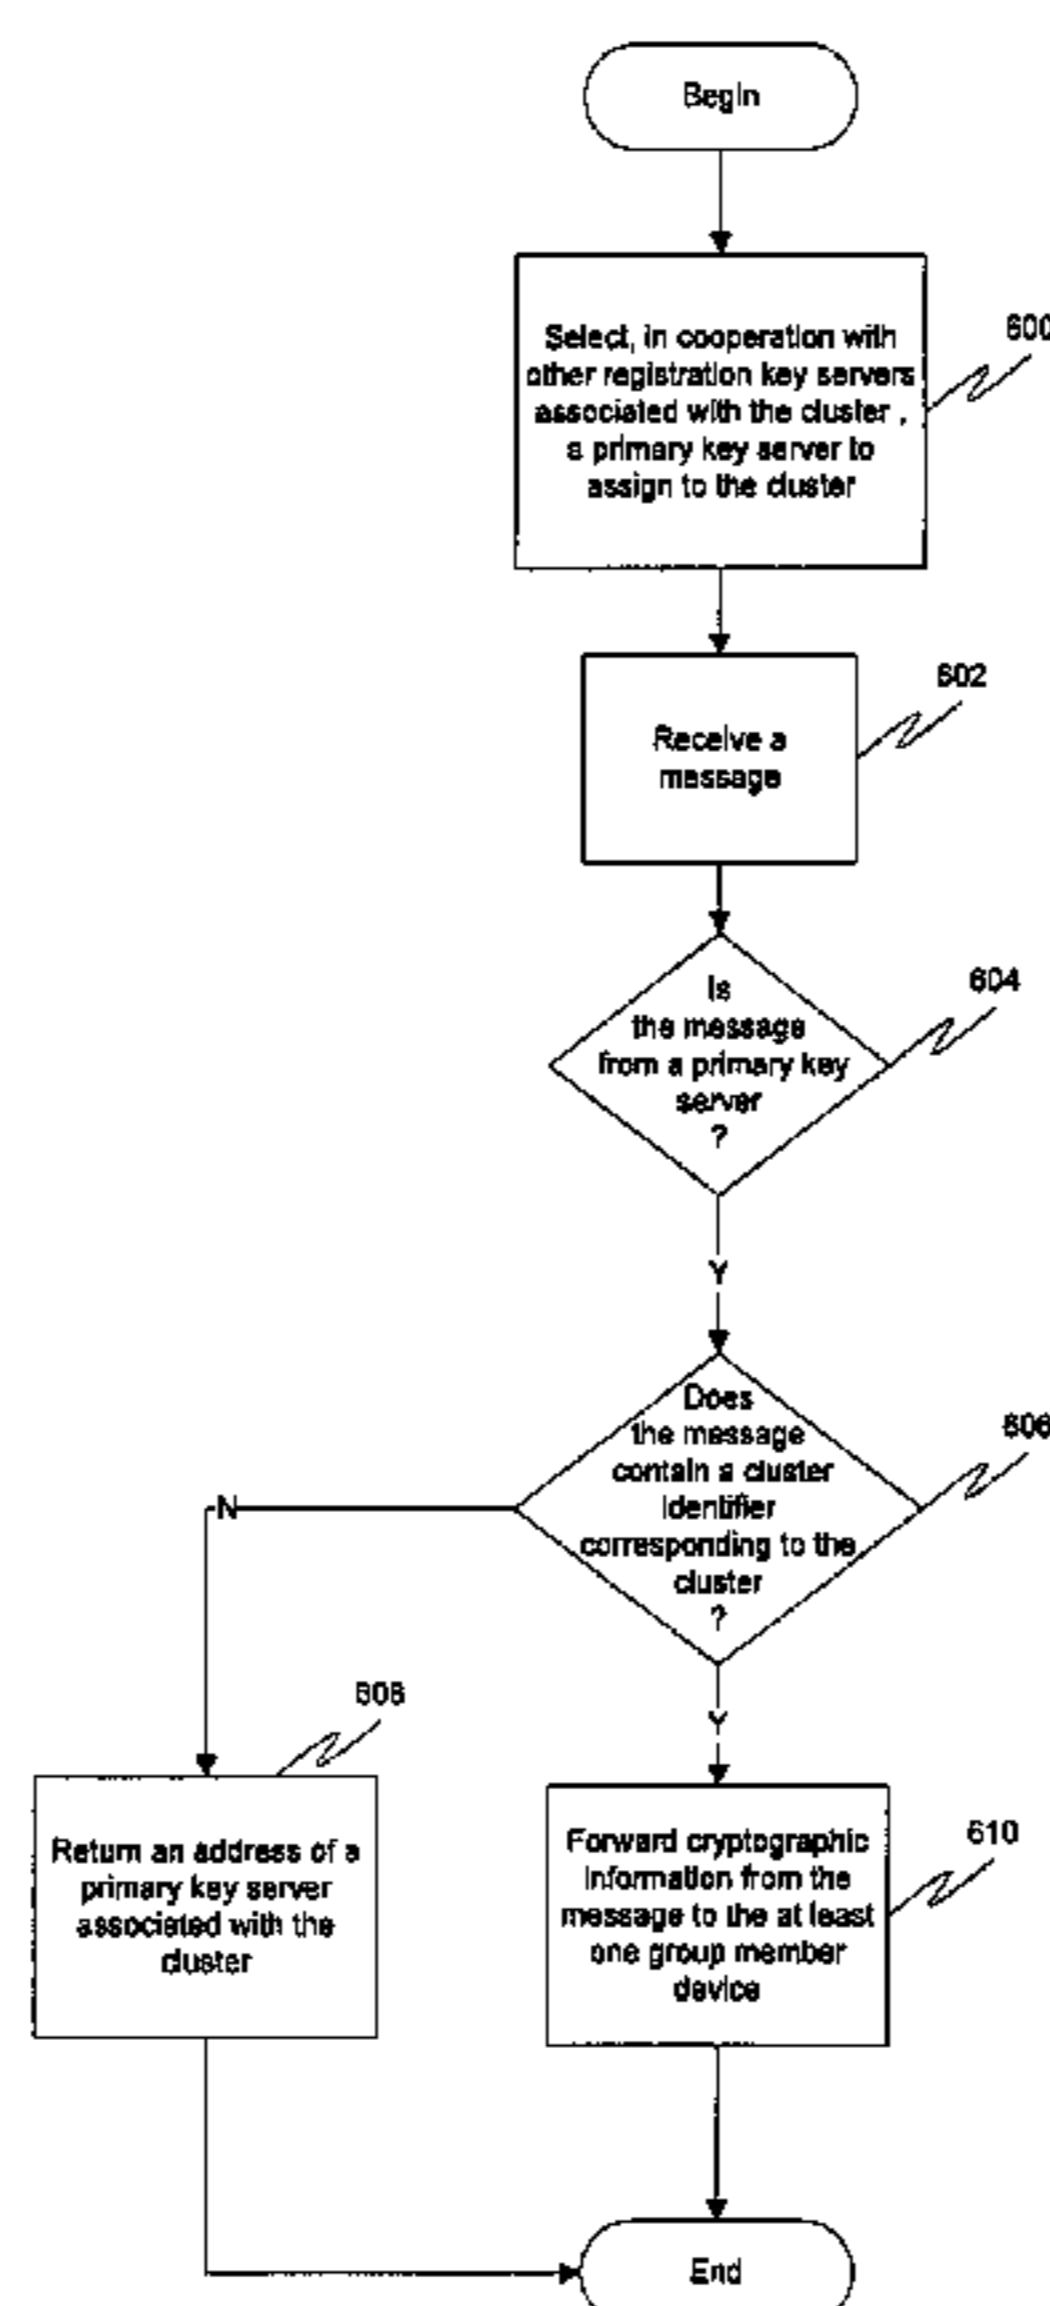 Begin
Select, in cooperation with
other registration key servers
associated with the cluster ,
a primary key server to
assign to the cluster
600
Receive a
message
602
Is
the message
from a primary key
server
?
604
Y
Does
the message
contain a cluster
identifier
corresponding to the
cluster
?
606
N
Y
608
Return an address of a
primary key server
associated with the
cluster
Forward cryptographic
information from the
message to the at least
one group member
device
610
End